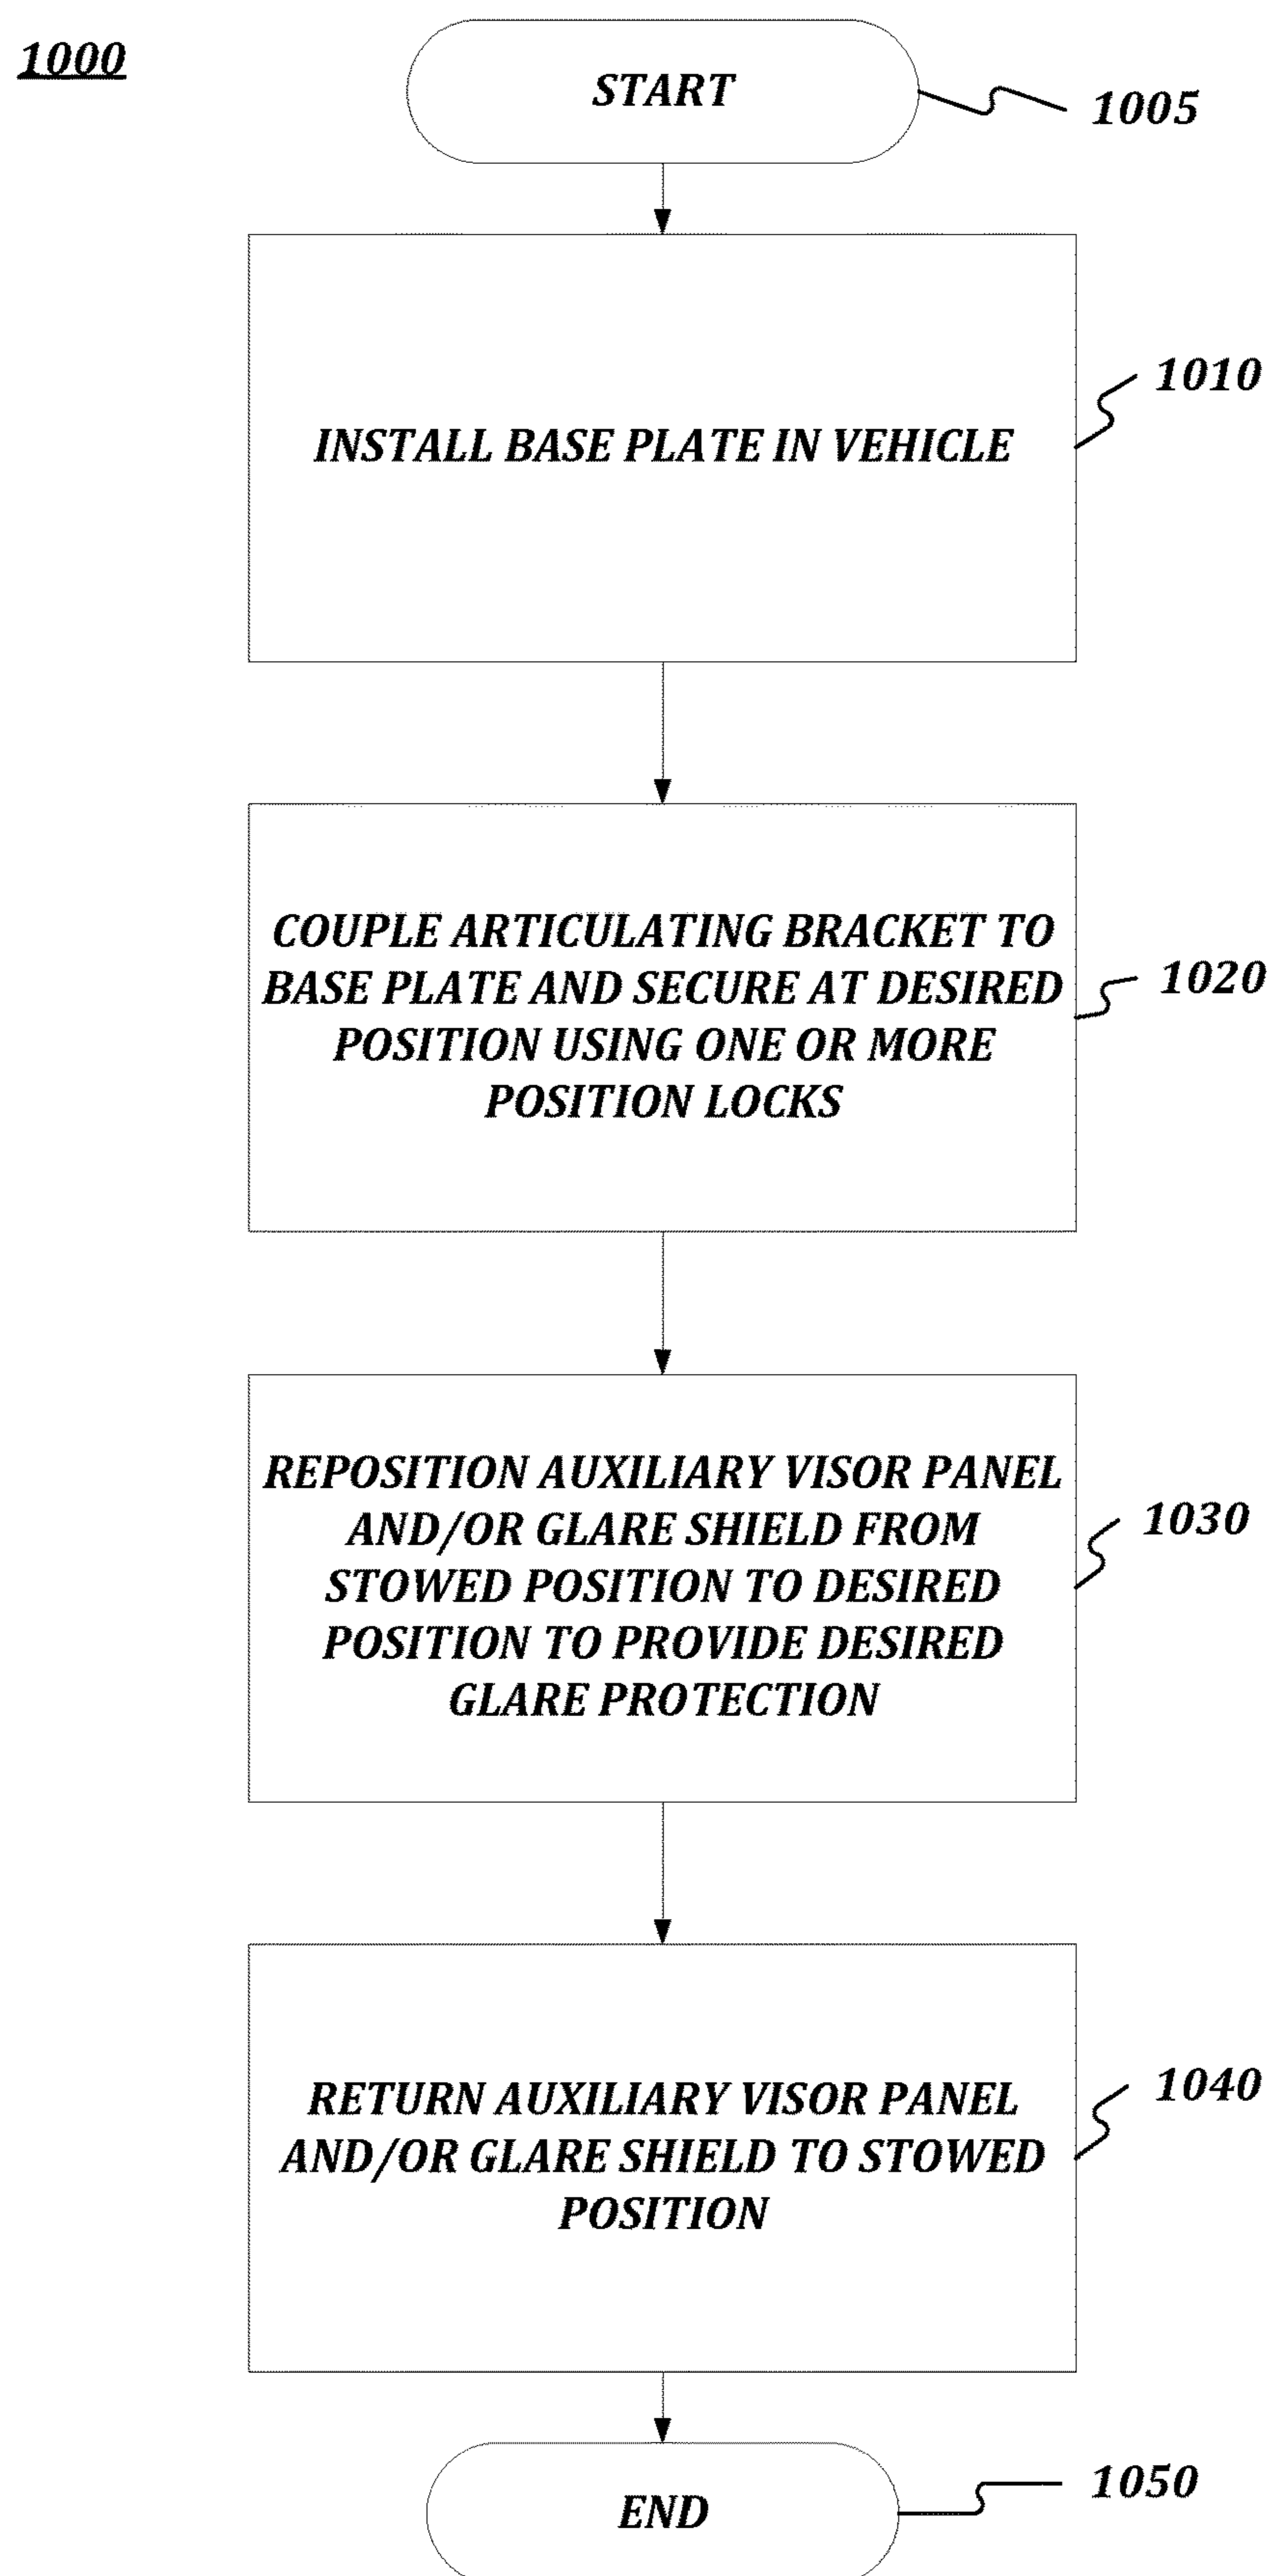 1000
START
1005
INSTALL BASE PLATE IN VEHICLE
1010
COUPLE ARTICULATING BRACKET TO
BASE PLATE AND SECURE AT DESIRED
POSITION USING ONE OR MORE
POSITION LOCKS
1020
REPOSITION AUXILIARY VISOR PANEL
AND/OR GLARE SHIELD FROM
STOWED POSITION TO DESIRED
POSITION TO PROVIDE DESIRED
GLARE PROTECTION
1030
RETURN AUXILIARY VISOR PANEL
AND/OR GLARE SHIELD TO STOWED
POSITION
1040
END
1050